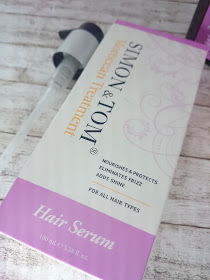 SIMON & TOM®
Moroccan Treatment
NOURISHES & PROTECTS
ELIMINATES FRIZZ
ADDS SHINE
FOR ALL HAIR TYPES
Hair Serum